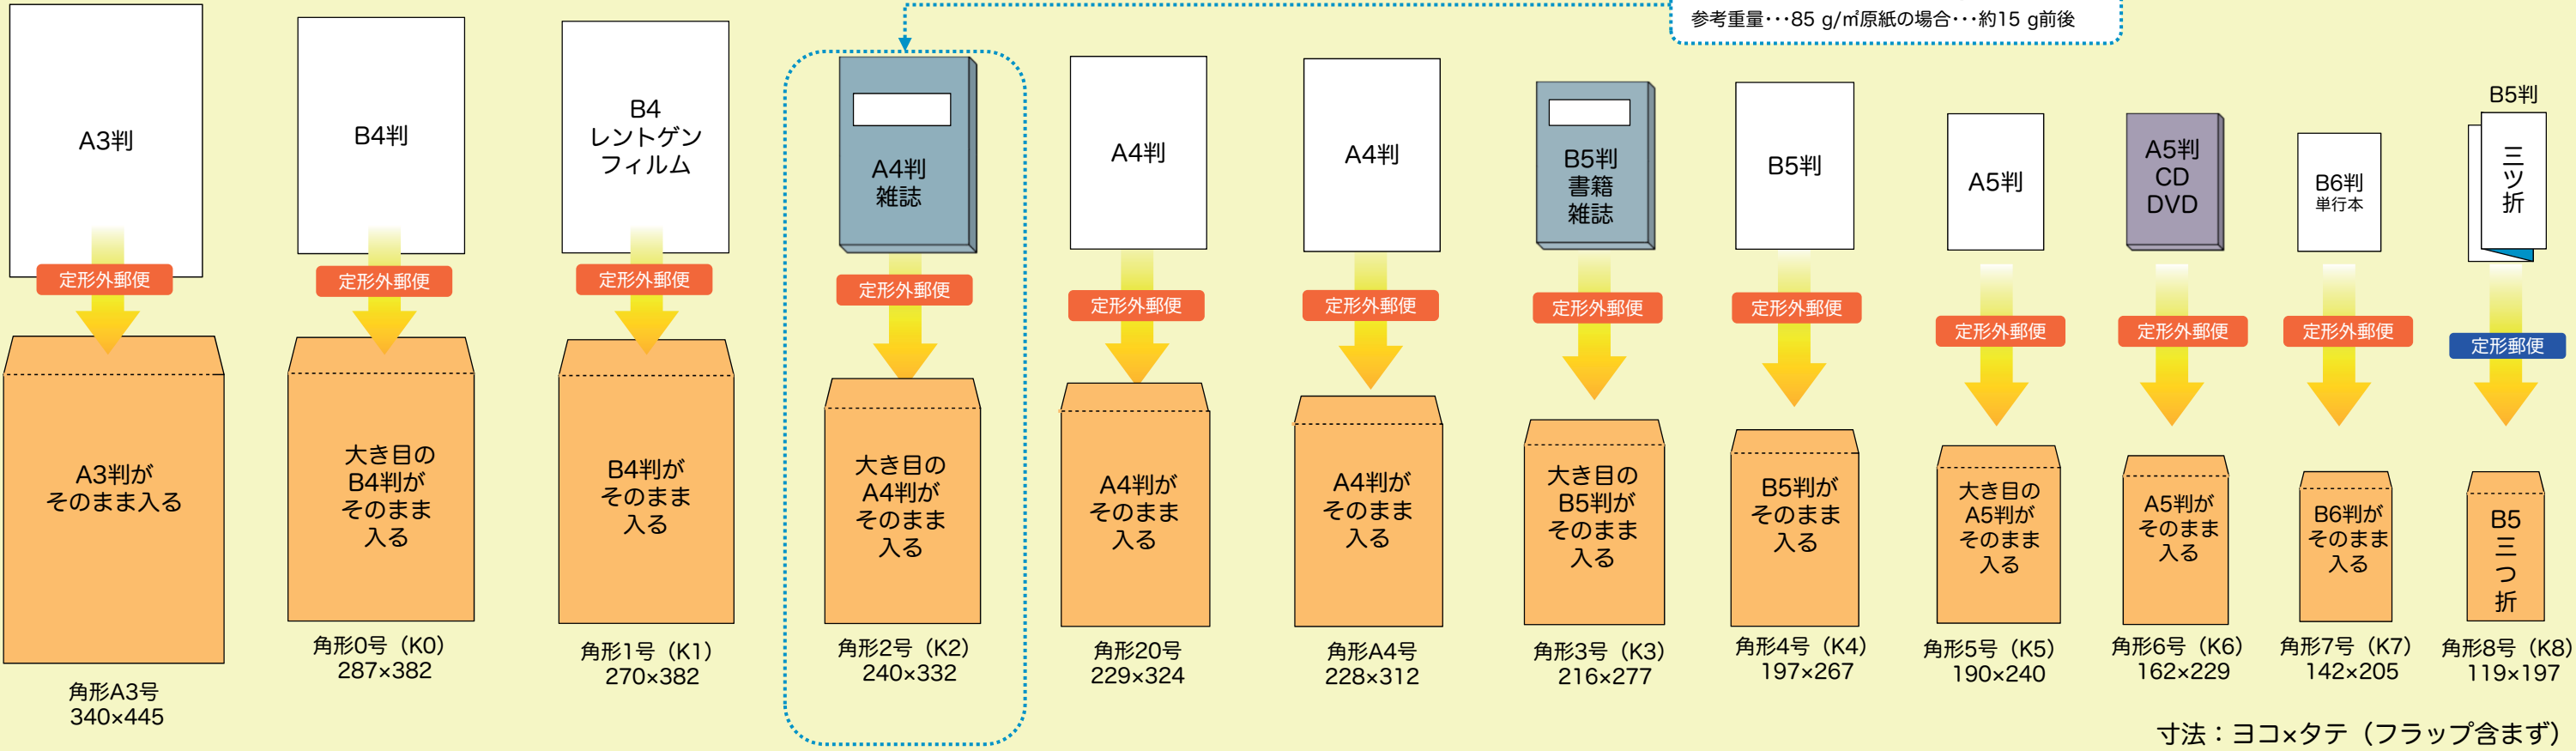 参考重量･･･85 g/㎡原紙の場合･･･約15 g前後
A3判
定形外郵便
A3判が
そのまま入る
角形A3号
340×445
B4判
定形外郵便
大き目の
B4判が
そのまま
入る
角形0号（K0）
287×382
B4
レントゲン
フィルム
定形外郵便
B4判が
そのまま
入る
角形1号（K1）
270×382
A4判
雑誌
定形外郵便
大き目の
A4判が
そのまま
入る
角形2号（K2）
240×332
A4判
定形外郵便
A4判が
そのまま
入る
角形20号
229×324
A4判
定形外郵便
A4判が
そのまま
入る
角形A4号
228×312
B5判
書籍
雑誌
定形外郵便
大き目の
B5判が
そのまま
入る
角形3号（K3）
216×277
B5判
定形外郵便
B5判が
そのまま
入る
角形4号（K4）
197×267
A5判
定形外郵便
大き目の
A5判が
そのまま
入る
角形5号（K5）
190×240
A5判
CD
DVD
定形外郵便
A5判が
そのまま
入る
角形6号（K6）
162×229
B6判
単行本
定形外郵便
B6判が
そのまま
入る
角形7号（K7）
142×205
B5判
三ツ折
定形郵便
B5
三つ折
角形8号（K8）
119×197
寸法：ヨコ×タテ（フラップ含まず）